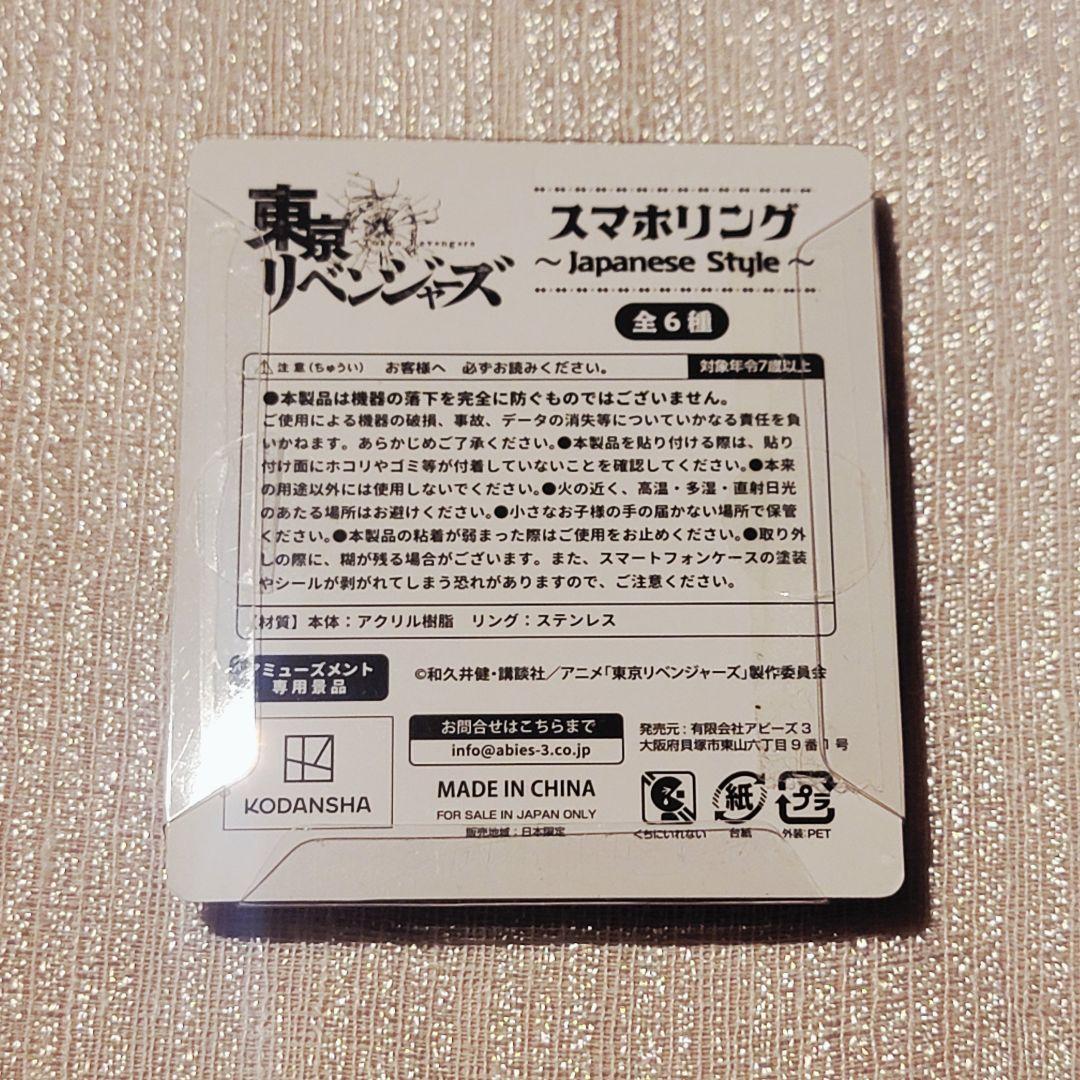 東京
リベンジャーズ
スマホリング
～Japanese Style～
全6種
注意(ちゅうい) お客様へ 必ずお読みください。
対象年令7歳以上
●本製品は機器の落下を完全に防ぐものではございません。
ご使用による機器の破損、事故、データの消失等についていかなる責任を負
いかねます。あらかじめご了承ください。●本製品を貼り付ける際は、貼り
付け面にホコリやゴミ等が付着していないことを確認してください。●本来
の用途以外には使用しないでください。●火の近く、高温・多湿・直射日光
のあたる場所はお避けください。●小さなお子様の手の届かない場所で保管
ください。●本製品の粘着が弱まった際はご使用をお止めください。●取り外
しの際に、糊が残る場合がございます。また、スマートフォンケースの塗装
やシールが剥がれてしまう恐れがありますので、ご注意ください。
【材質】本体：アクリル樹脂 リング：ステンレス
アミューズメント
専用景品
©和久井健・講談社／アニメ「東京リベンジャーズ」製作委員会
KODANSHA
お問合せはこちらまで
info@abies-3.co.jp
MADE IN CHINA
FOR SALE IN JAPAN ONLY
販売地域：日本限定
発売元：有限会社アビーズ3
大阪府貝塚市東山六丁目9番1号
くちにいれない
紙
台紙
プラ
外装:PET